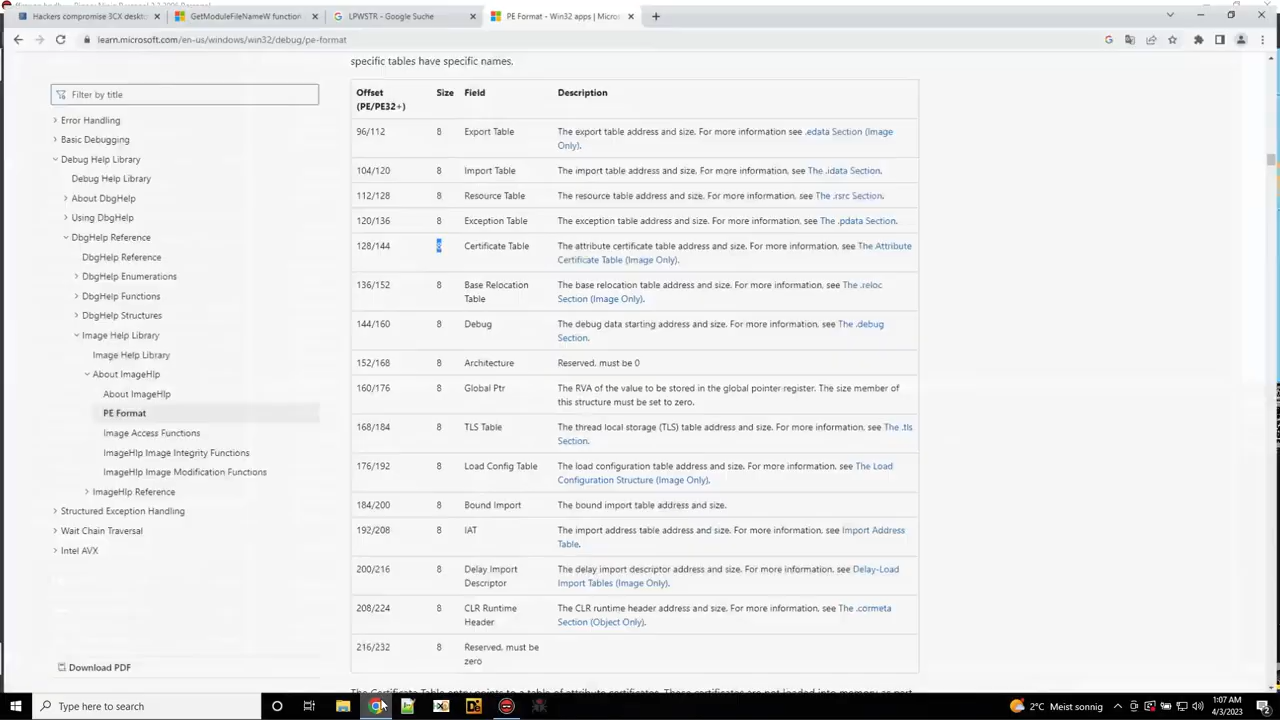 Hackers compromise 3CX deskto
GetModuleFileNameW function
LPWSTR - Google Suche
PE Format - Win32 apps | Micros
learn.microsoft.com/en-us/windows/win32/debug/pe-format
Filter by title
Error Handling
Basic Debugging
Debug Help Library
Debug Help Library
About DbgHelp
Using DbgHelp
DbgHelp Reference
DbgHelp Reference
DbgHelp Enumerations
DbgHelp Functions
DbgHelp Structures
Image Help Library
Image Help Library
About ImageHlp
About ImageHlp
PE Format
Image Access Functions
ImageHlp Image Integrity Functions
ImageHlp Image Modification Functions
ImageHlp Reference
Structured Exception Handling
Wait Chain Traversal
Intel AVX
Download PDF
specific tables have specific names.
Offset Size Field Description
(PE/PE32+)
96/112 8 Export Table The export table address and size. For more information see .edata Section (Image
Only).
104/120 8 Import Table The import table address and size. For more information, see The .idata Section.
112/128 8 Resource Table The resource table address and size. For more information, see The .rsrc Section.
120/136 8 Exception Table The exception table address and size. For more information, see The .pdata Section.
128/144 8 Certificate Table The attribute certificate table address and size. For more information, see The Attribute
Certificate Table (Image Only).
136/152 8 Base Relocation The base relocation table address and size. For more information, see The .reloc
Table Section (Image Only).
144/160 8 Debug The debug data starting address and size. For more information, see The .debug
Section.
152/168 8 Architecture Reserved, must be 0
160/176 8 Global Ptr The RVA of the value to be stored in the global pointer register. The size member of
this structure must be set to zero.
168/184 8 TLS Table The thread local storage (TLS) table address and size. For more information, see The .tls
Section.
176/192 8 Load Config Table The load configuration table address and size. For more information, see The Load
Configuration Structure (Image Only).
184/200 8 Bound Import The bound import table address and size.
192/208 8 IAT The import address table address and size. For more information, see Import Address
Table.
200/216 8 Delay Import The delay import descriptor address and size. For more information, see Delay-Load
Descriptor Import Tables (Image Only).
208/224 8 CLR Runtime The CLR runtime header address and size. For more information, see The .cormeta
Header Section (Object Only).
216/232 8 Reserved, must be
zero
The Certificate Table entry points to a table of attribute certificates. These certificates are not loaded into memory as part
Type here to search
2°C Meist sonnig
1:07 AM
4/3/2023